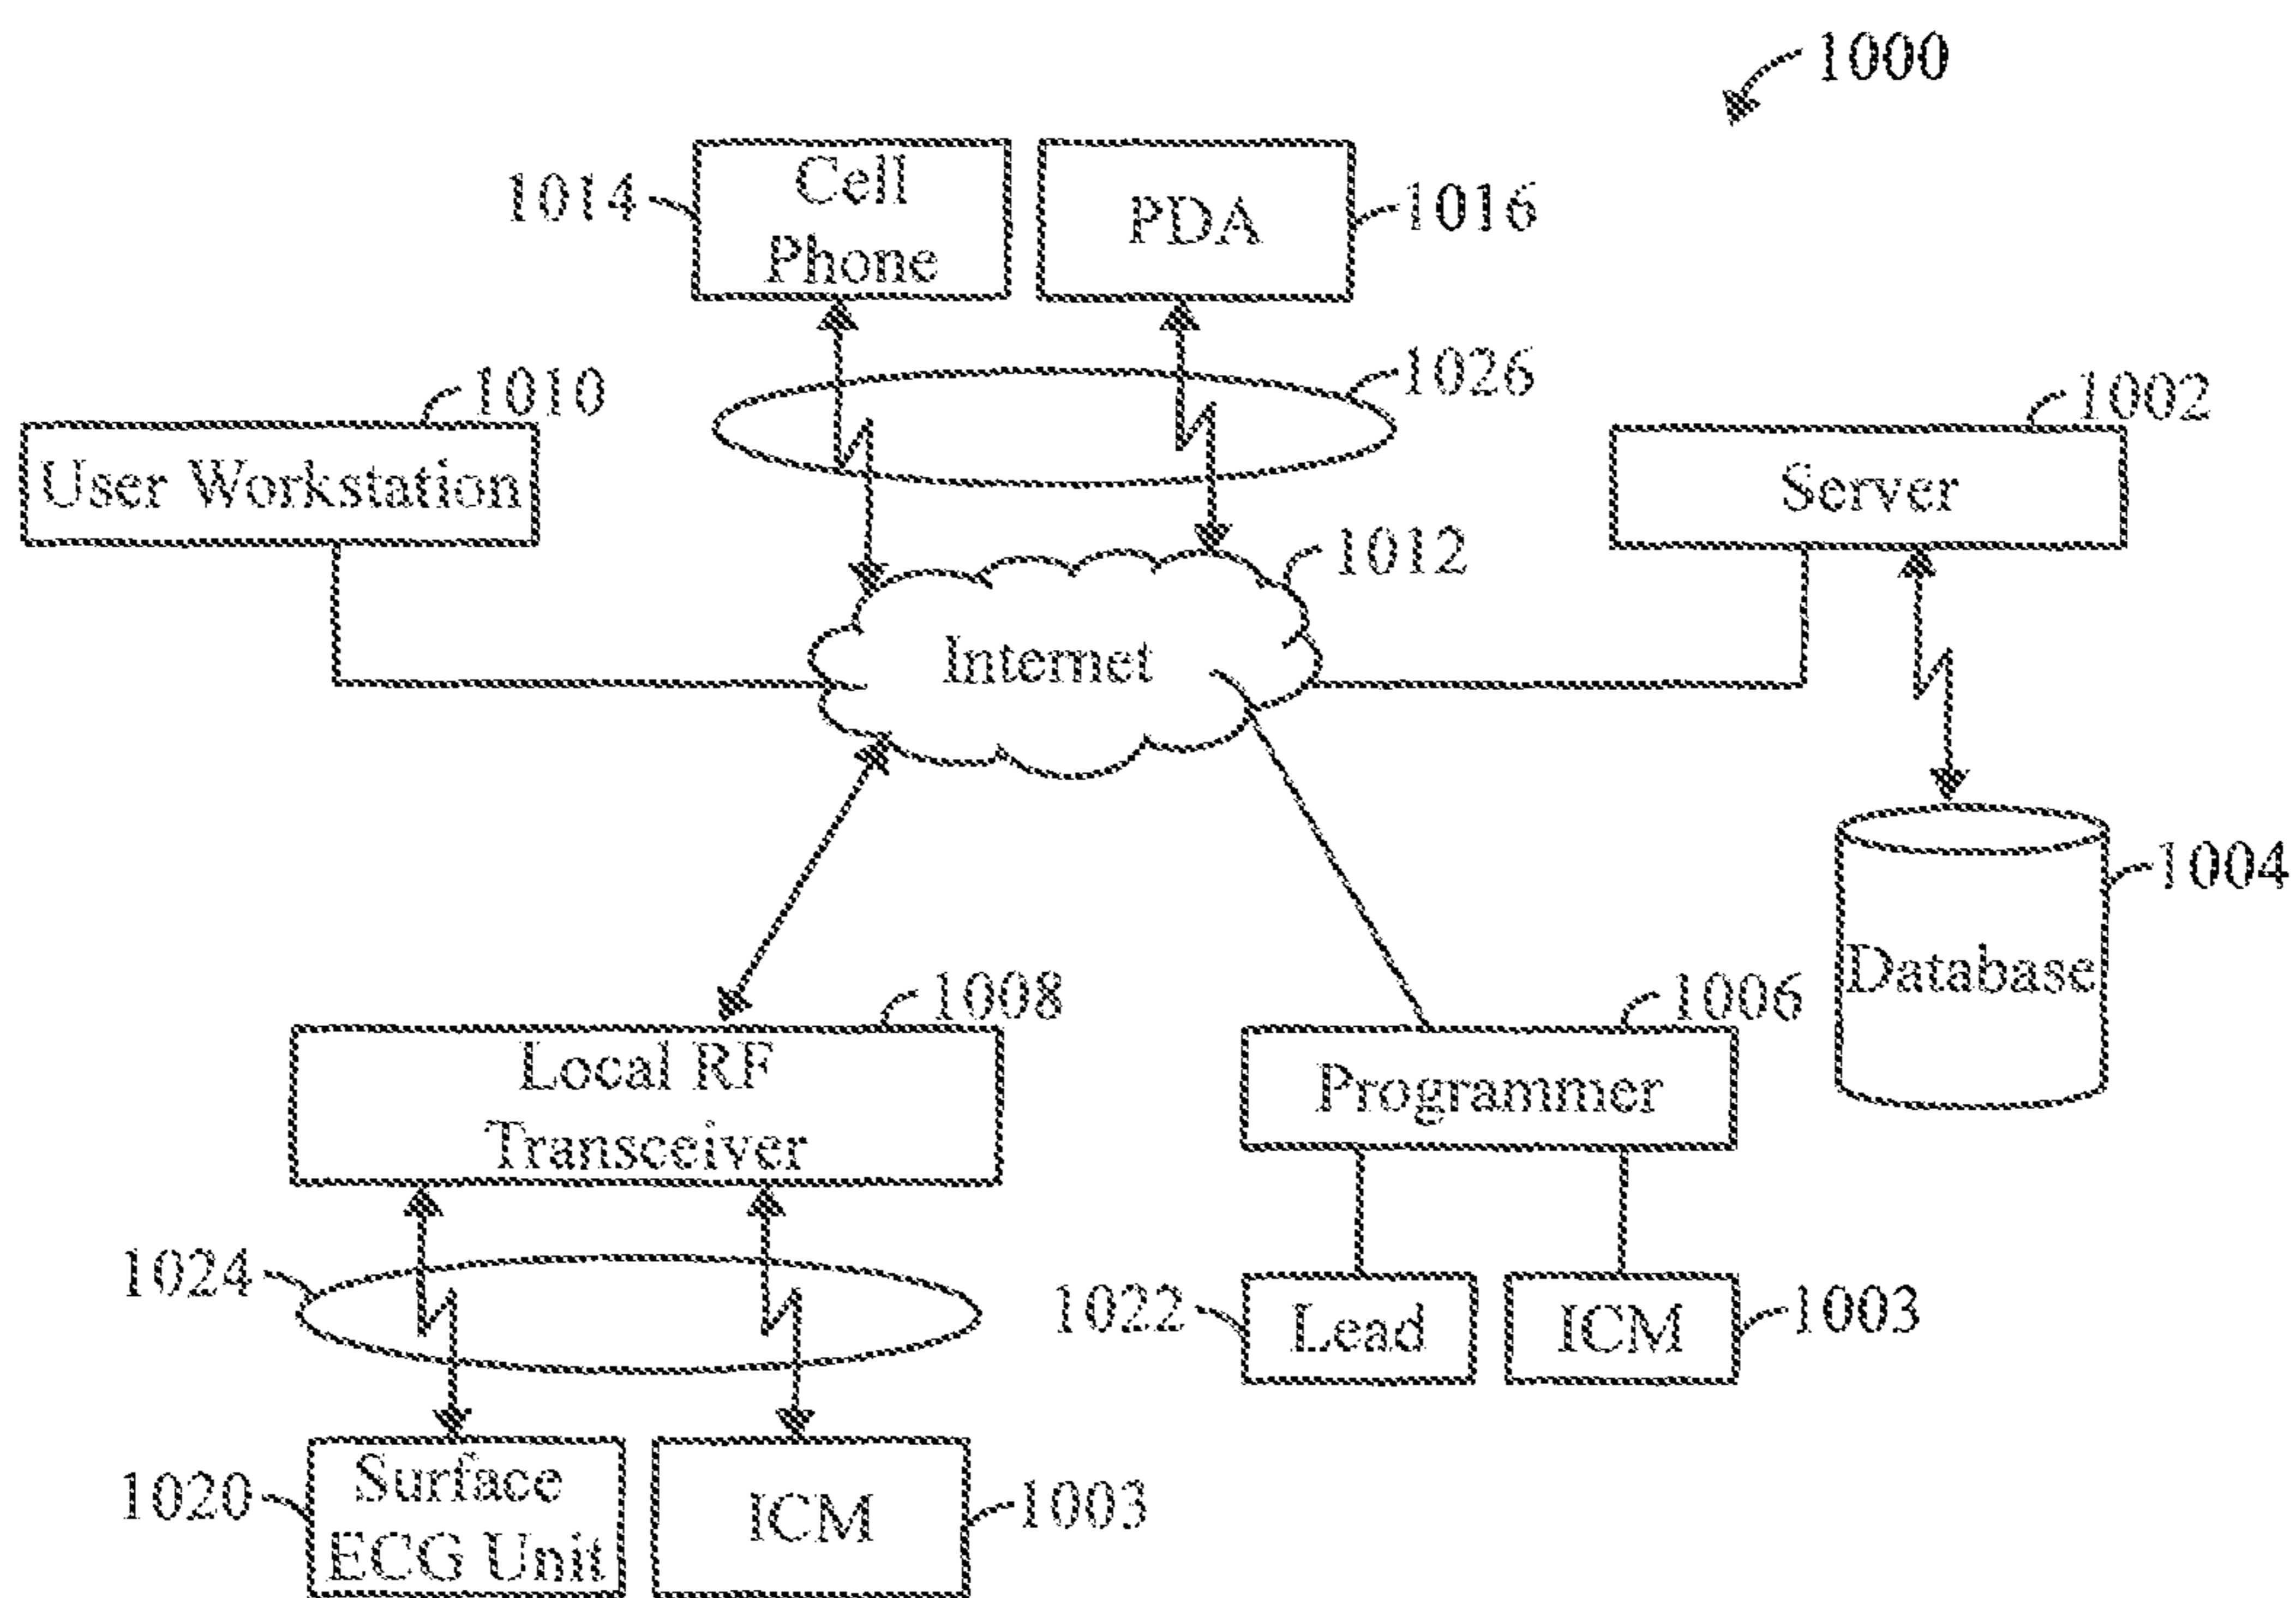 1000
1014
Cell
Phone
PDA
1016
1026
1010
User Workstation
1002
Server
1012
Internet
1004
Database
1008
Local RF
Transceiver
1006
Programmer
1024
1022
Lead
ICM
1003
1020
Surface
ECG Unit
ICM
1003